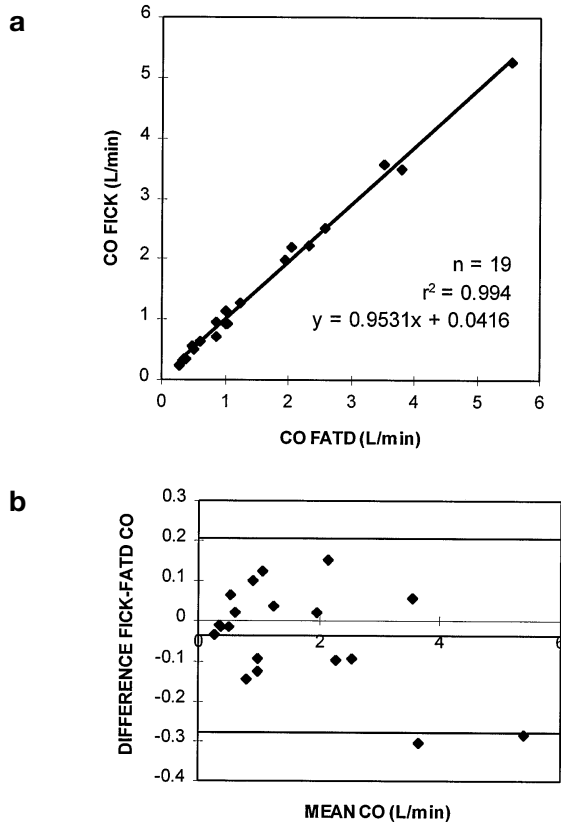 a
6
5
4
3
2
1
0
CO FICK (L/min)
n = 19
r² = 0.994
y = 0.9531x + 0.0416
0 1 2 3 4 5 6
CO FATD (L/min)
b
0.3
0.2
0.1
0
-0.1
-0.2
-0.3
-0.4
DIFFERENCE FICK-FATD CO
0 2 4 6
MEAN CO (L/min)